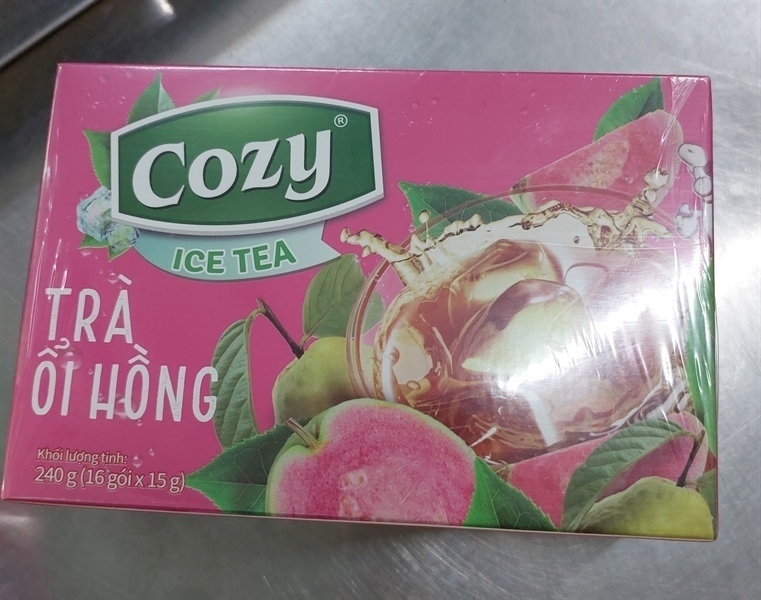 Cozy®
ICE TEA
TRÀ
ỔI HỒNG
Khối lượng tịnh:
240 g (16 gói x 15 g)